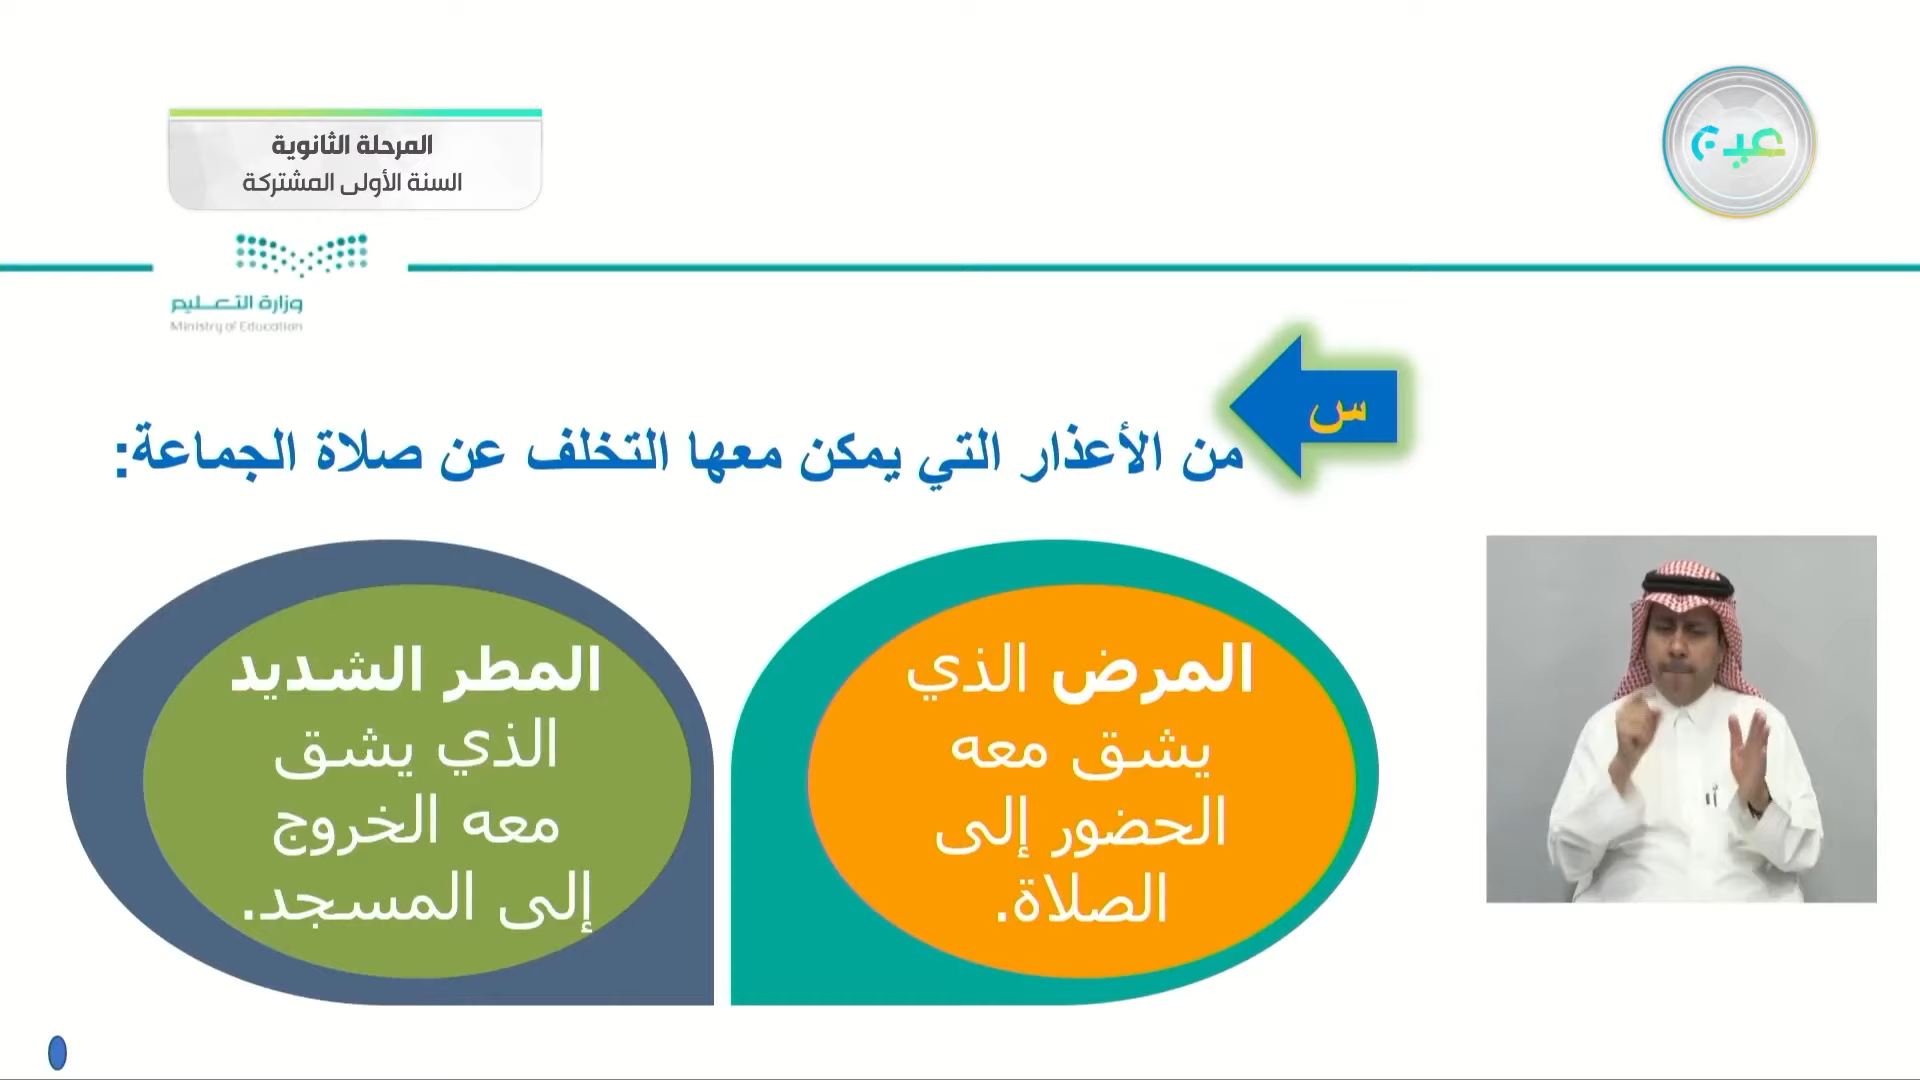 المرحلة الثانوية
السنة الأولى المشتركة
عين
وزارة التعليم
Ministry of Education
س
من الأعذار التي يمكن معها التخلف عن صلاة الجماعة:
المرض الذي
يشق معه
الحضور إلى
الصلاة.
المطر الشديد
الذي يشق
معه الخروج
إلى المسجد.